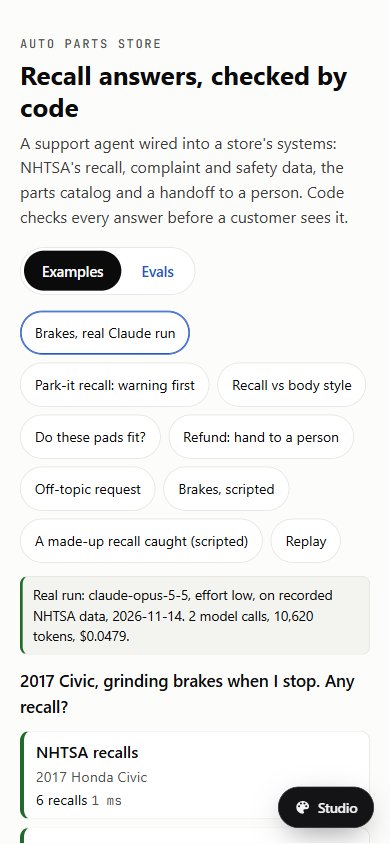 AUTO PARTS STORE
Recall answers, checked by
code
A support agent wired into a store's systems:
NHTSA's recall, complaint and safety data, the
parts catalog and a handoff to a person. Code
checks every answer before a customer sees it.
Examples
Evals
Brakes, real Claude run
Park-it recall: warning first
Recall vs body style
Do these pads fit?
Refund: hand to a person
Off-topic request
Brakes, scripted
A made-up recall caught (scripted)
Replay
Real run: claude-opus-5-5, effort low, on recorded
NHTSA data, 2026-11-14. 2 model calls, 10,620
tokens, $0.0479.
2017 Civic, grinding brakes when I stop. Any
recall?
NHTSA recalls
2017 Honda Civic
6 recalls 1 ms
Studio